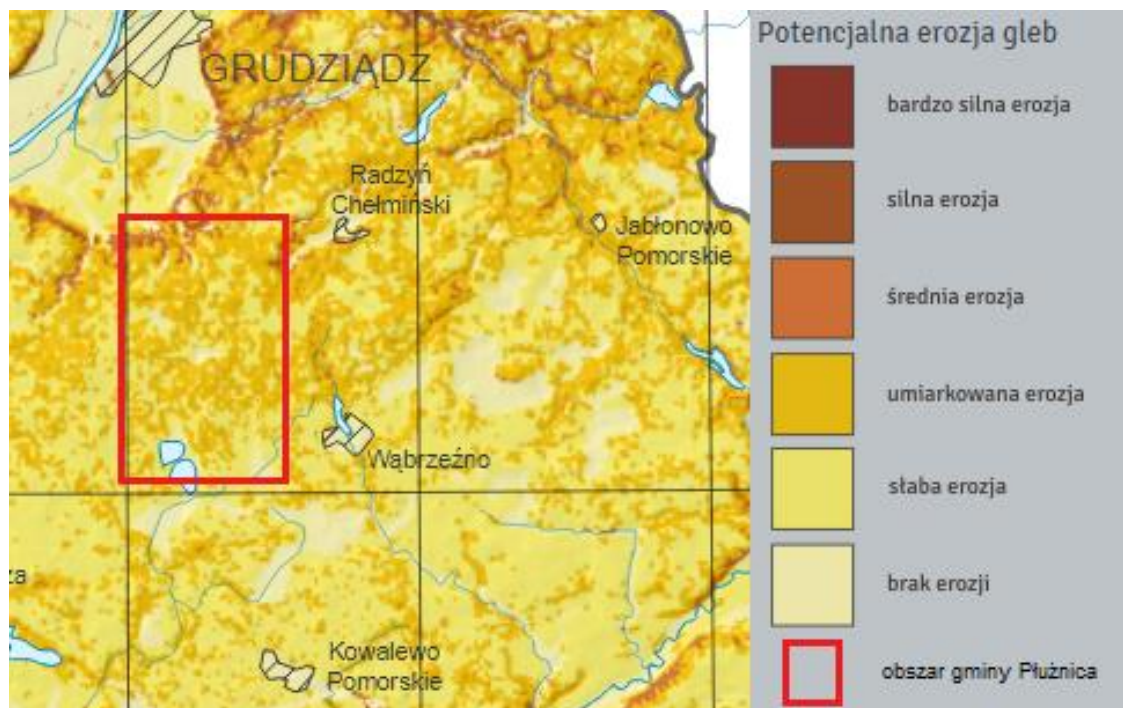 GRUDZIĄDZ
Radzyń
Chełmiński
Jabłonowo
Pomorskie
Wąbrzeźno
za
Kowalewo
Pomorskie
Potencjalna erozja gleb
bardzo silna erozja
silna erozja
średnia erozja
umiarkowana erozja
słaba erozja
brak erozji
obszar gminy Płużnica